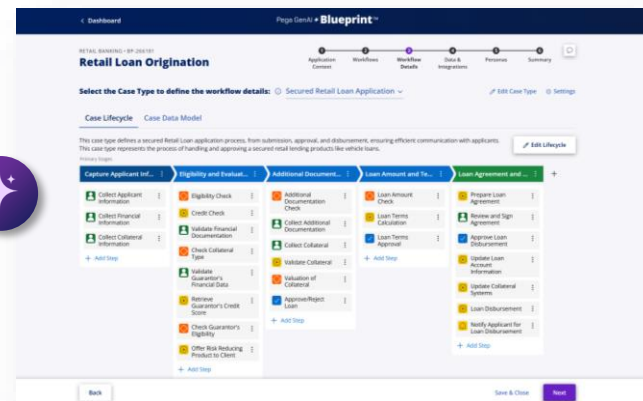 Dashboard
Pega GenAI Blueprint™
RETAIL BANKING
Retail Loan Origination
Application Context
Workflows
Workflow Details
Data & Integrations
Personas
Summary
Select the Case Type to define the workflow details:
Secured Retail Loan Application
Edit Case Type
Settings
Case Lifecycle
Case Data Model
This case type defines a secured Retail Loan application process, from submission, approval, and disbursement, ensuring efficient communication with applicants.
This case type represents the process of handling and approving a secured retail lending products like vehicle loans.
Edit Lifecycle
Primary Stages
Capture Applicant Inf...
Collect Applicant
Information
Collect Financial
Information
Collect Collateral
Information
+ Add Step
Eligibility and Evaluat...
Eligibility Check
Credit Check
Validate Financial
Documentation
Check Collateral
Type
Validate
Guarantor's
Financial Data
Retrieve
Guarantor's Credit
Score
Check Guarantor's
Eligibility
Offer Risk Reducing
Product to Client
+ Add Step
Additional Document...
Additional
Documentation
Check
Collect Additional
Documentation
Collect Collateral
Validate Collateral
Valuation of
Collateral
Approve/Reject
Loan
+ Add Step
Loan Amount and Te...
Loan Amount
Check
Loan Terms
Calculation
Loan Terms
Approval
+ Add Step
Loan Agreement and ...
Prepare Loan
Agreement
Review and Sign
Agreement
Approve Loan
Disbursement
Update Loan
Account
Information
Update Collateral
Systems
Loan Disbursement
Notify Applicant for
Loan Disbursement
+ Add Step
Back
Save & Close
Next